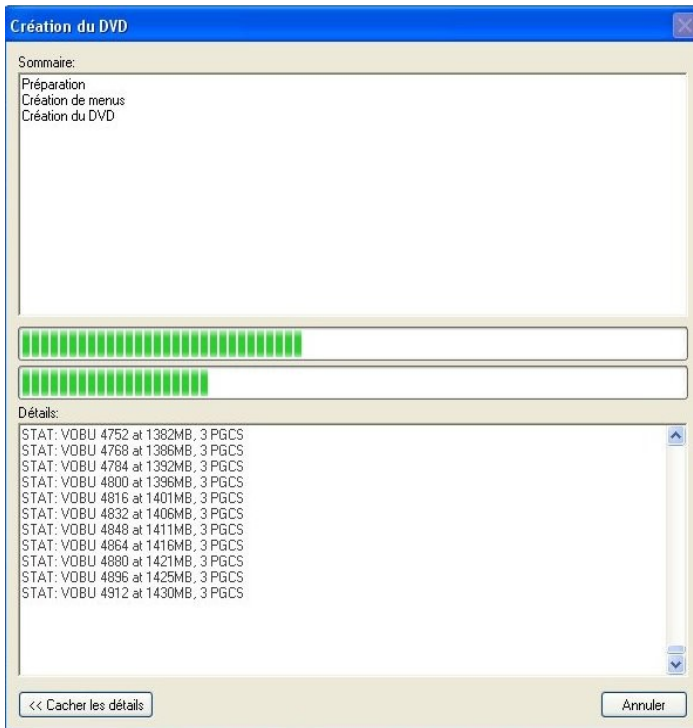 Création du DVD
Sommaire:
Préparation
Création de menus
Création du DVD
Détails:
STAT: VOBU 4752 at 1382MB, 3 PGCS
STAT: VOBU 4768 at 1386MB, 3 PGCS
STAT: VOBU 4784 at 1392MB, 3 PGCS
STAT: VOBU 4800 at 1396MB, 3 PGCS
STAT: VOBU 4816 at 1401MB, 3 PGCS
STAT: VOBU 4832 at 1406MB, 3 PGCS
STAT: VOBU 4848 at 1411MB, 3 PGCS
STAT: VOBU 4864 at 1416MB, 3 PGCS
STAT: VOBU 4880 at 1421MB, 3 PGCS
STAT: VOBU 4896 at 1425MB, 3 PGCS
STAT: VOBU 4912 at 1430MB, 3 PGCS
<< Cacher les détails
Annuler